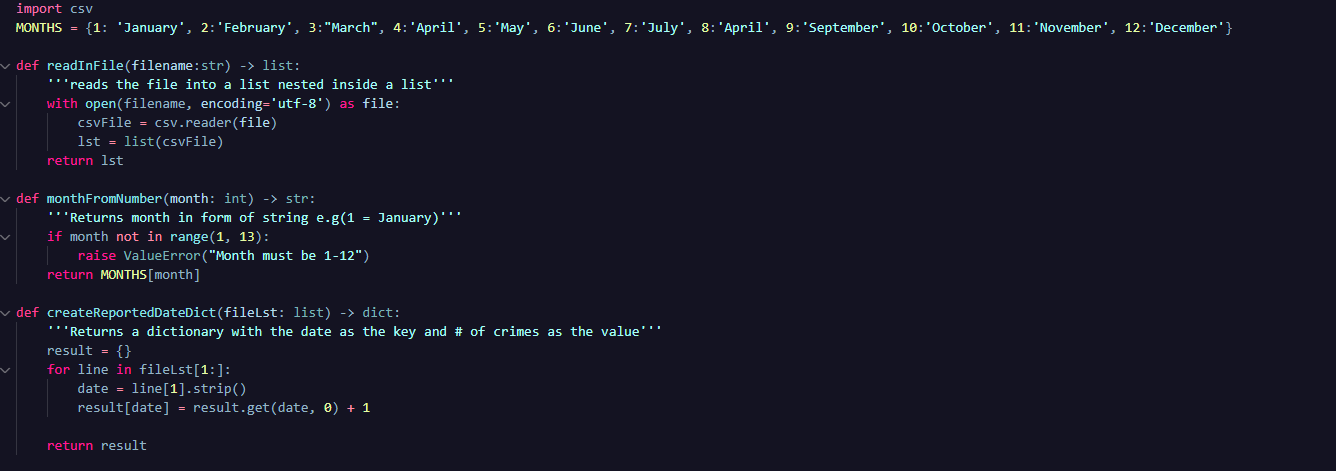 import csv
MONTHS = {1: 'January', 2:'February', 3:"March", 4:'April', 5:'May', 6:'June', 7:'July', 8:'April', 9:'September', 10:'October', 11:'November', 12:'December'}
def readInFile(filename:str) -> list:
'''reads the file into a list nested inside a list'''
with open(filename, encoding='utf-8') as file:
csvFile = csv.reader(file)
lst = list(csvFile)
return lst
def monthFromNumber(month: int) -> str:
'''Returns month in form of string e.g(1 = January)'''
if month not in range(1, 13):
raise ValueError("Month must be 1-12")
return MONTHS[month]
def createReportedDateDict(fileLst: list) -> dict:
'''Returns a dictionary with the date as the key and # of crimes as the value'''
result = {}
for line in fileLst[1:]:
date = line[1].strip()
result[date] = result.get(date, 0) + 1
return result